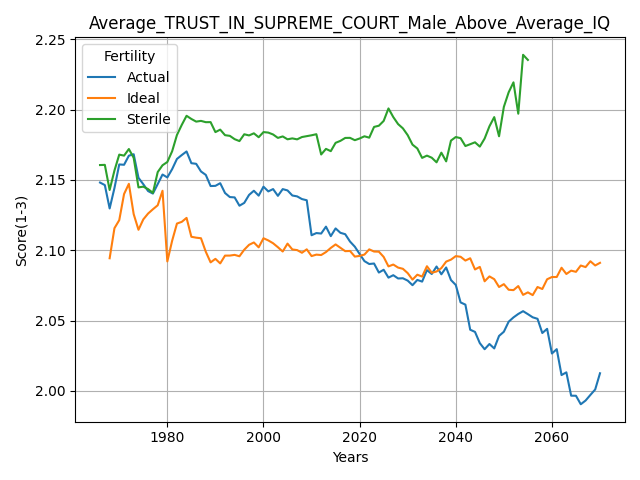 Average_TRUST_IN_SUPREME_COURT_Male_Above_Average_IQ
Fertility
Actual
Ideal
Sterile
Score(1-3)
2.25
2.20
2.15
2.10
2.05
2.00
1980
2000
2020
2040
2060
Years